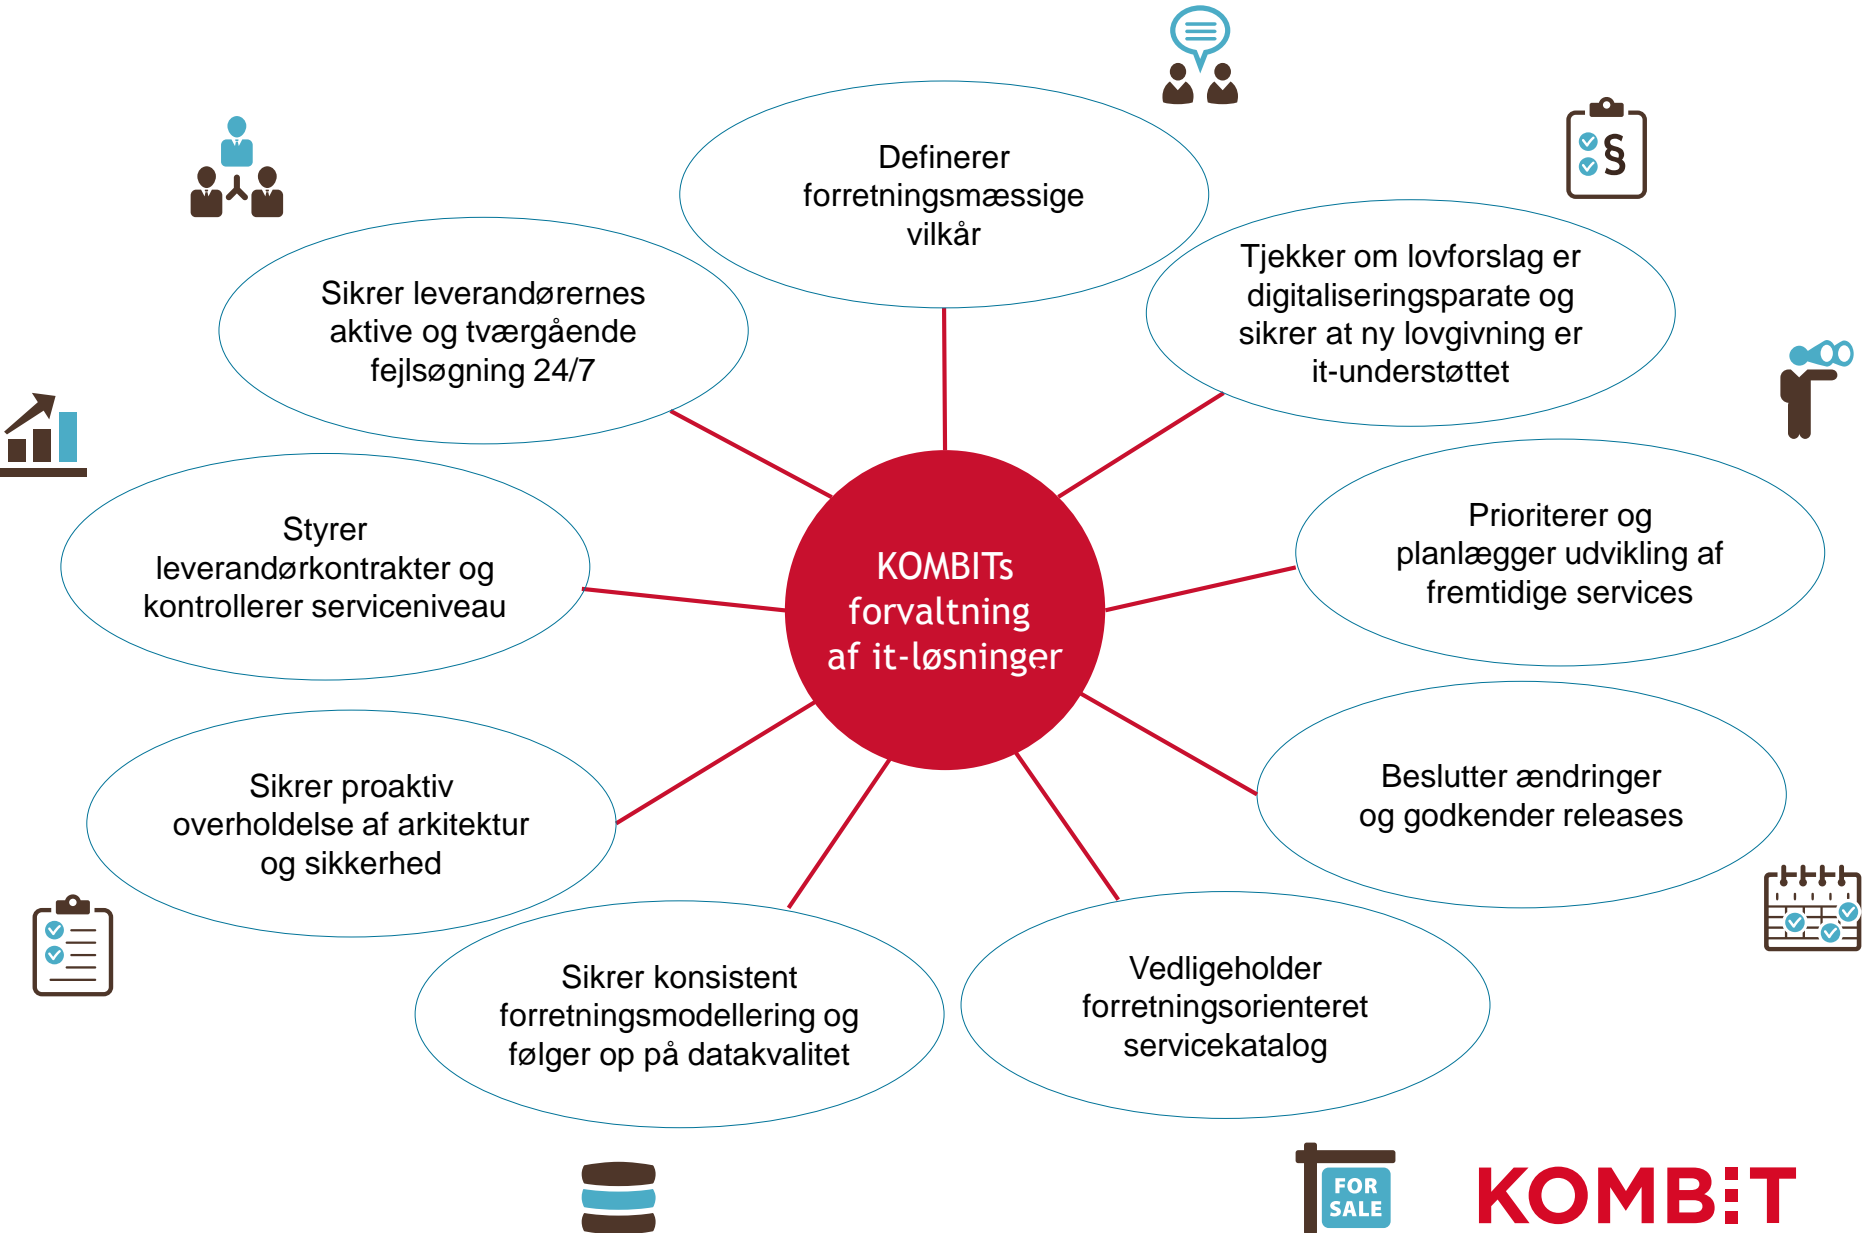 Definerer
forretningsmæssige
vilkår
§
Tjekker om lovforslag er
digitaliseringsparate og
sikrer at ny lovgivning er
it-understøttet
Sikrer leverandørernes
aktive og tværgående
fejlsøgning 24/7
Prioriterer og
planlægger udvikling af
fremtidige services
Styrer
leverandørkontrakter og
kontrollerer serviceniveau
KOMBITs
forvaltning
af it-løsninger
Beslutter ændringer
og godkender releases
Sikrer proaktiv
overholdelse af arkitektur
og sikkerhed
Vedligeholder
forretningsorienteret
servicekatalog
Sikrer konsistent
forretningsmodellering og
følger op på datakvalitet
FOR
SALE
KOMBIT